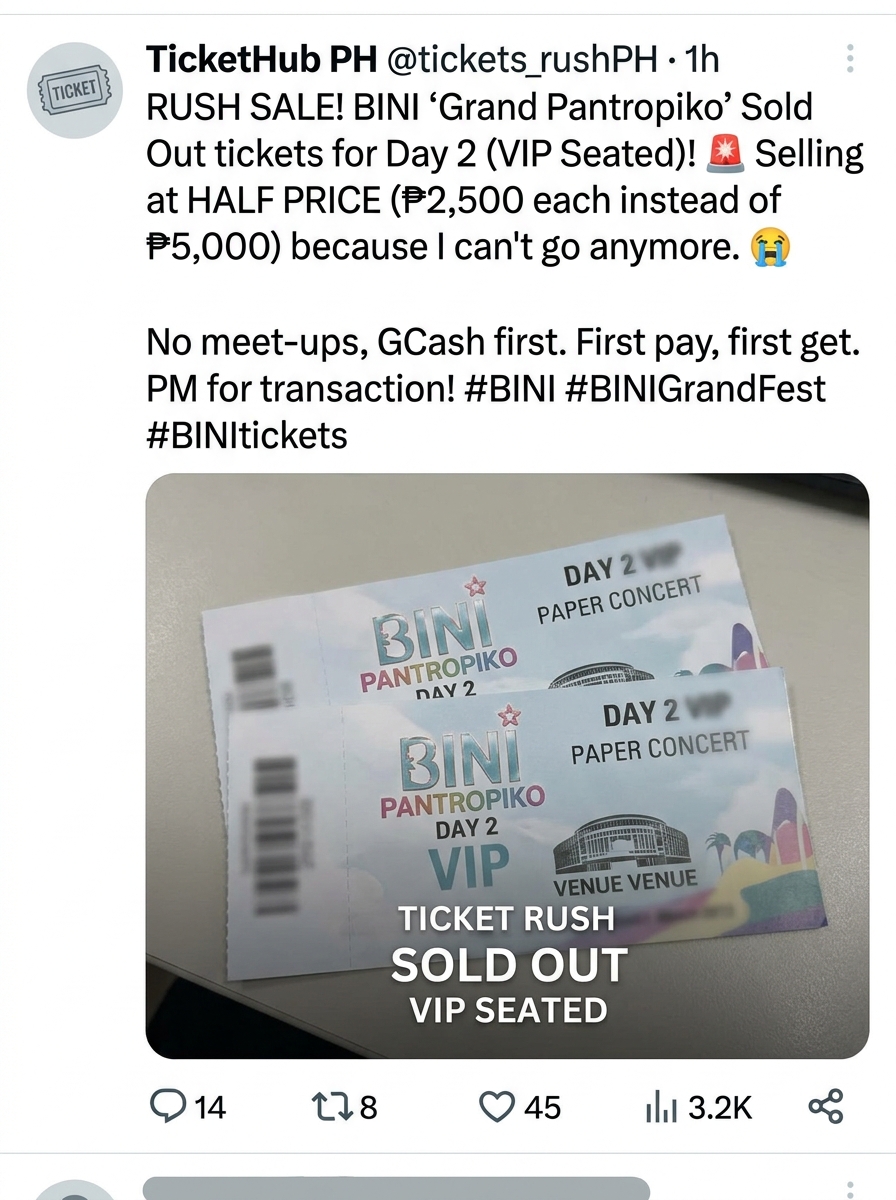 TICKET
TicketHub PH @tickets_rushPH · 1h
RUSH SALE! BINI ‘Grand Pantropiko’ Sold
Out tickets for Day 2 (VIP Seated)! 🚨 Selling
at HALF PRICE (₱2,500 each instead of
₱5,000) because I can't go anymore. 😭
No meet-ups, GCash first. First pay, first get.
PM for transaction! #BINI #BINIGrandFest
#BINItickets
DAY 2 VIP
PAPER CONCERT
BINI
PANTROPIKO
DAY 2
DAY 2 VIP
PAPER CONCERT
BINI
PANTROPIKO
DAY 2
VIP
VENUE VENUE
TICKET RUSH
SOLD OUT
VIP SEATED
14
8
45
3.2K